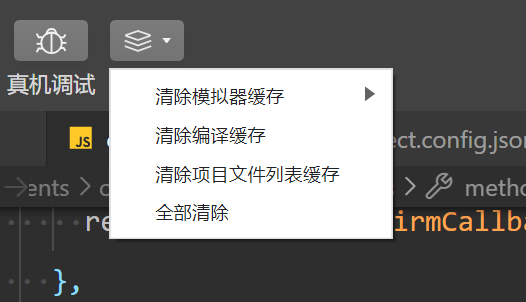 真机调试
清除模拟器缓存
清除编译缓存
清除项目文件列表缓存
全部清除
JS
ect.config.json
ents
metho
re
irmCallba
},